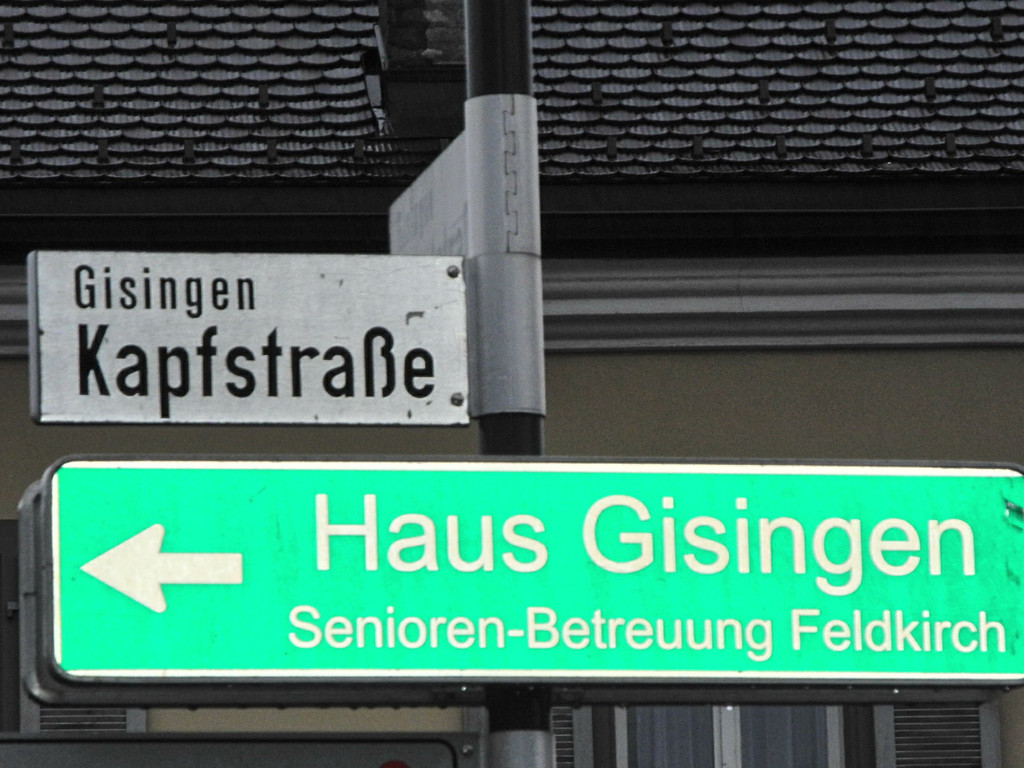 Gisingen
Kapfstraße
Haus Gisingen
Senioren-Betreuung Feldkirch